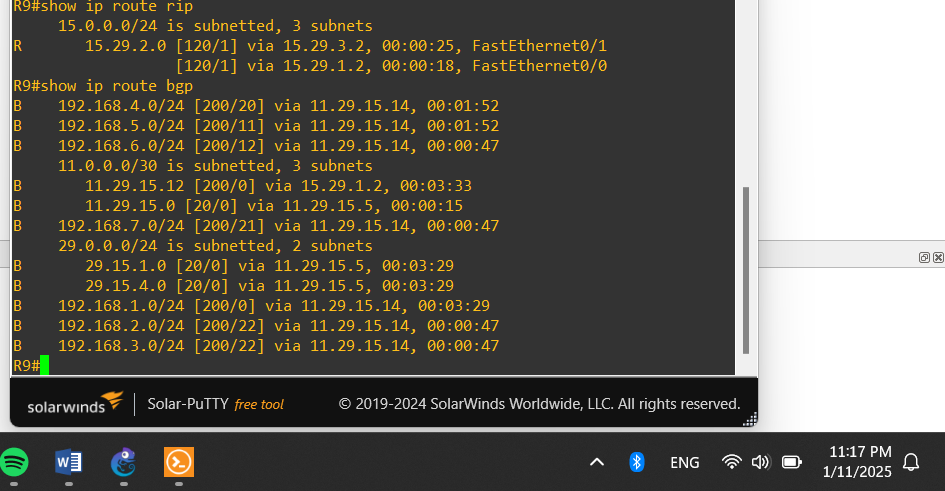 R9#show ip route rip
15.0.0.0/24 is subnetted, 3 subnets
R 15.29.2.0 [120/1] via 15.29.3.2, 00:00:25, FastEthernet0/1
[120/1] via 15.29.1.2, 00:00:18, FastEthernet0/0
R9#show ip route bgp
B 192.168.4.0/24 [200/20] via 11.29.15.14, 00:01:52
B 192.168.5.0/24 [200/11] via 11.29.15.14, 00:01:52
B 192.168.6.0/24 [200/12] via 11.29.15.14, 00:00:47
11.0.0.0/30 is subnetted, 3 subnets
B 11.29.15.12 [200/0] via 15.29.1.2, 00:03:33
B 11.29.15.0 [20/0] via 11.29.15.5, 00:00:15
B 192.168.7.0/24 [200/21] via 11.29.15.14, 00:00:47
29.0.0.0/24 is subnetted, 2 subnets
B 29.15.1.0 [20/0] via 11.29.15.5, 00:03:29
B 29.15.4.0 [20/0] via 11.29.15.5, 00:03:29
B 192.168.1.0/24 [200/0] via 11.29.15.14, 00:03:29
B 192.168.2.0/24 [200/22] via 11.29.15.14, 00:00:47
B 192.168.3.0/24 [200/22] via 11.29.15.14, 00:00:47
R9#
solarwinds Solar-PuTTY free tool © 2019-2024 SolarWinds Worldwide, LLC. All rights reserved.
W ENG 11:17 PM
1/11/2025